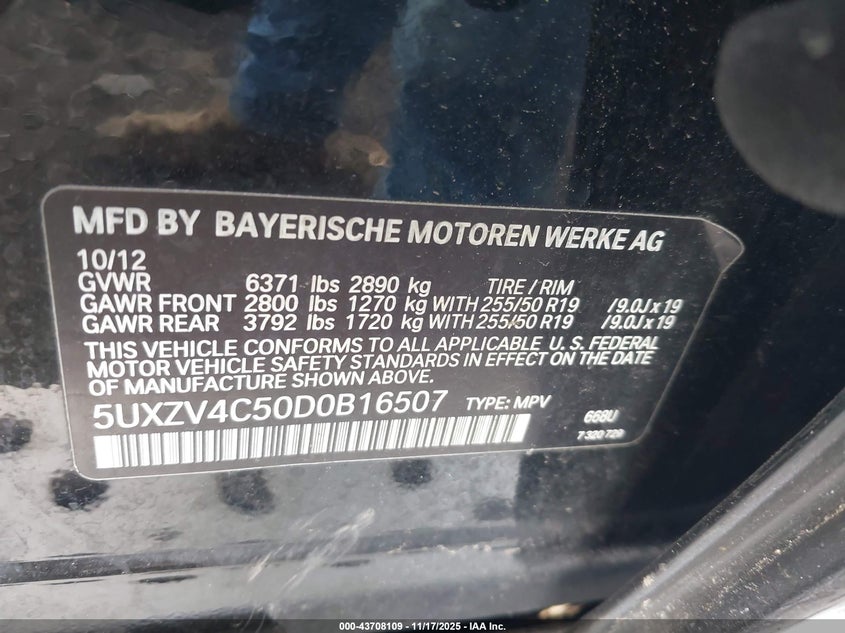 MFD BY BAYERISCHE MOTOREN WERKE AG
10/12
GVWR 6371 lbs 2890 kg TIRE / RIM
GAWR FRONT 2800 lbs 1270 kg WITH 255/50 R19 /9.0J x 19
GAWR REAR 3792 lbs 1720 kg WITH 255/50 R19 /9.0J x 19
THIS VEHICLE CONFORMS TO ALL APPLICABLE U. S. FEDERAL
MOTOR VEHICLE SAFETY STANDARDS IN EFFECT ON THE DATE
OF MANUFACTURE SHOWN ABOVE.
5UXZV4C50D0B16507 TYPE: MPV 668U
7 320 729
000-43708109 - 11/17/2025 - IAA Inc.